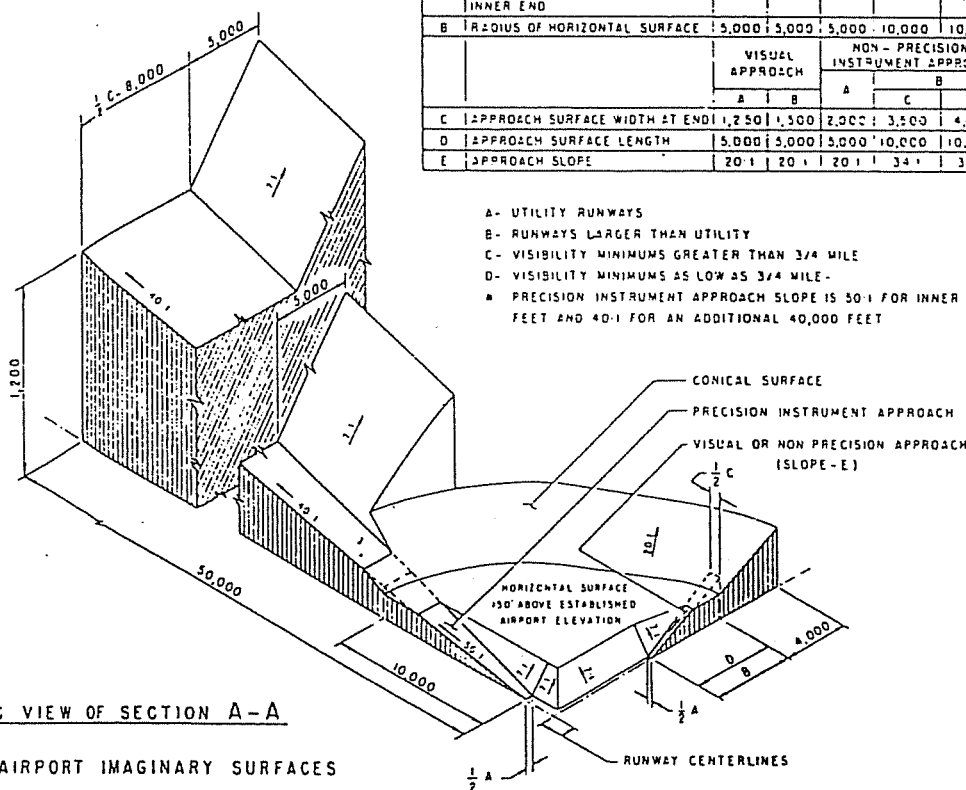 INNER END
B RADIUS OF HORIZONTAL SURFACE 5,000 5,000 5,000 10,000 10,
VISUAL APPROACH NON-PRECISION INSTRUMENT APPRO
A B A B
C
C APPROACH SURFACE WIDTH AT END 1,250 1,500 2,000 3,500 4,
D APPROACH SURFACE LENGTH 5,000 5,000 5,000 10,000 10,
E APPROACH SLOPE 20:1 20:1 20:1 34:1 3
A- UTILITY RUNWAYS
B- RUNWAYS LARGER THAN UTILITY
C- VISIBILITY MINIMUMS GREATER THAN 3/4 MILE
D- VISIBILITY MINIMUMS AS LOW AS 3/4 MILE-
* PRECISION INSTRUMENT APPROACH SLOPE IS 50:1 FOR INNER
FEET AND 40:1 FOR AN ADDITIONAL 40,000 FEET
5,000
1/2 C-8,000
7:1
40:1
5,000
1,200
7:1
40:1
CONICAL SURFACE
PRECISION INSTRUMENT APPROACH
VISUAL OR NON PRECISION APPROACH
(SLOPE-E)
1/2 C
20:1
50,000
HORIZONTAL SURFACE
150' ABOVE ESTABLISHED
AIRPORT ELEVATION
10,000
7:1
7:1
4,000
D
B
1/2 A
1/2 A
RUNWAY CENTERLINES
VIEW OF SECTION A-A
AIRPORT IMAGINARY SURFACES